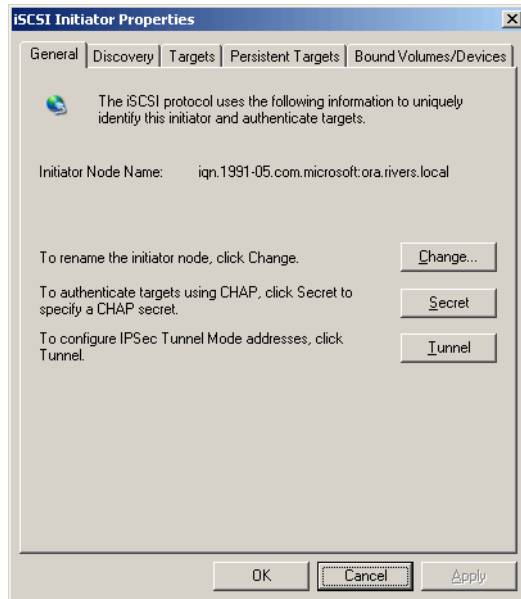 iSCSI Initiator Properties
General Discovery Targets Persistent Targets Bound Volumes/Devices
The iSCSI protocol uses the following information to uniquely
identify this initiator and authenticate targets.
Initiator Node Name: iqn.1991-05.com.microsoft:ora.rivers.local
To rename the initiator node, click Change.
Change...
To authenticate targets using CHAP, click Secret to
specify a CHAP secret.
Secret
To configure IPSec Tunnel Mode addresses, click
Tunnel.
Tunnel
OK Cancel Apply